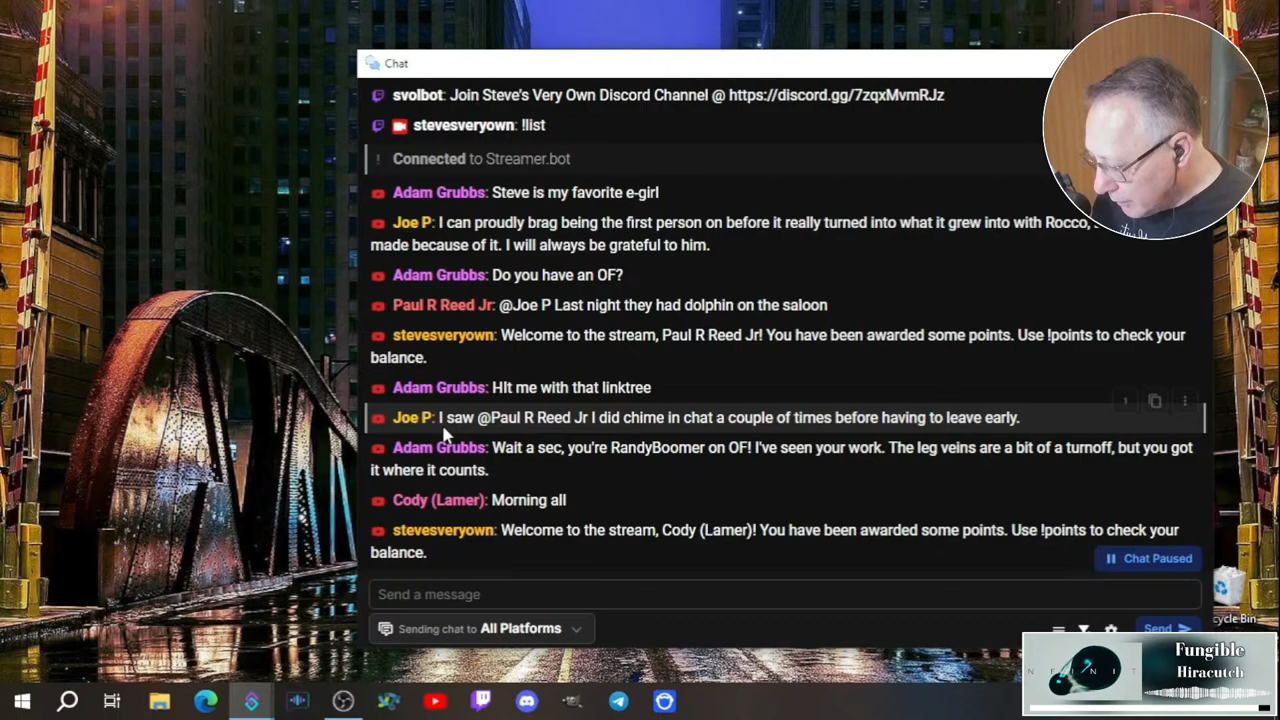 Chat
svolbot: Join Steve's Very Own Discord Channel @ https://discord.gg/7zqxMvmRJz
stevesveryown: !list
Connected to Streamer.bot
Adam Grubbs: Steve is my favorite e-girl
Joe P: I can proudly brag being the first person on before it really turned into what it grew into with Rocco,
made because of it. I will always be grateful to him.
Adam Grubbs: Do you have an OF?
Paul R Reed Jr: @Joe P Last night they had dolphin on the saloon
stevesveryown: Welcome to the stream, Paul R Reed Jr! You have been awarded some points. Use !points to check your
balance.
Adam Grubbs: HIt me with that linktree
Joe P: I saw @Paul R Reed Jr I did chime in chat a couple of times before having to leave early.
Adam Grubbs: Wait a sec, you're RandyBoomer on OF! I've seen your work. The leg veins are a bit of a turnoff, but you got
it where it counts.
Cody (Lamer): Morning all
stevesveryown: Welcome to the stream, Cody (Lamer)! You have been awarded some points. Use !points to check your
balance.
Chat Paused
Send a message
Sending chat to All Platforms
Send
cycle Bin
Fungible
Hiracutch